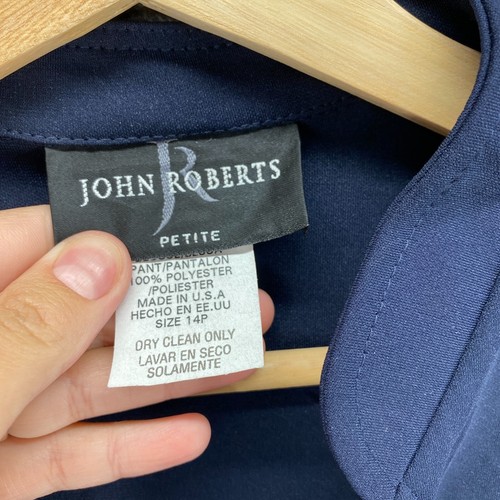 JOHN ROBERTS
PETITE
PANT/PANTALON
100% POLYESTER
/POLIESTER
MADE IN U.S.A
HECHO EN EE.UU
SIZE 14P
DRY CLEAN ONLY
LAVAR EN SECO
SOLAMENTE